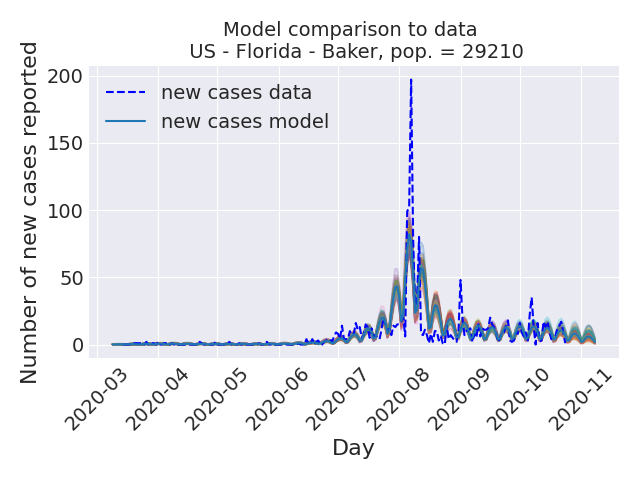 Model comparison to data
US - Florida - Baker, pop. = 29210
Number of new cases reported
200
150
100
50
0
new cases data
new cases model
2020-03
2020-04
2020-05
2020-06
2020-07
2020-08
2020-09
2020-10
2020-11
Day